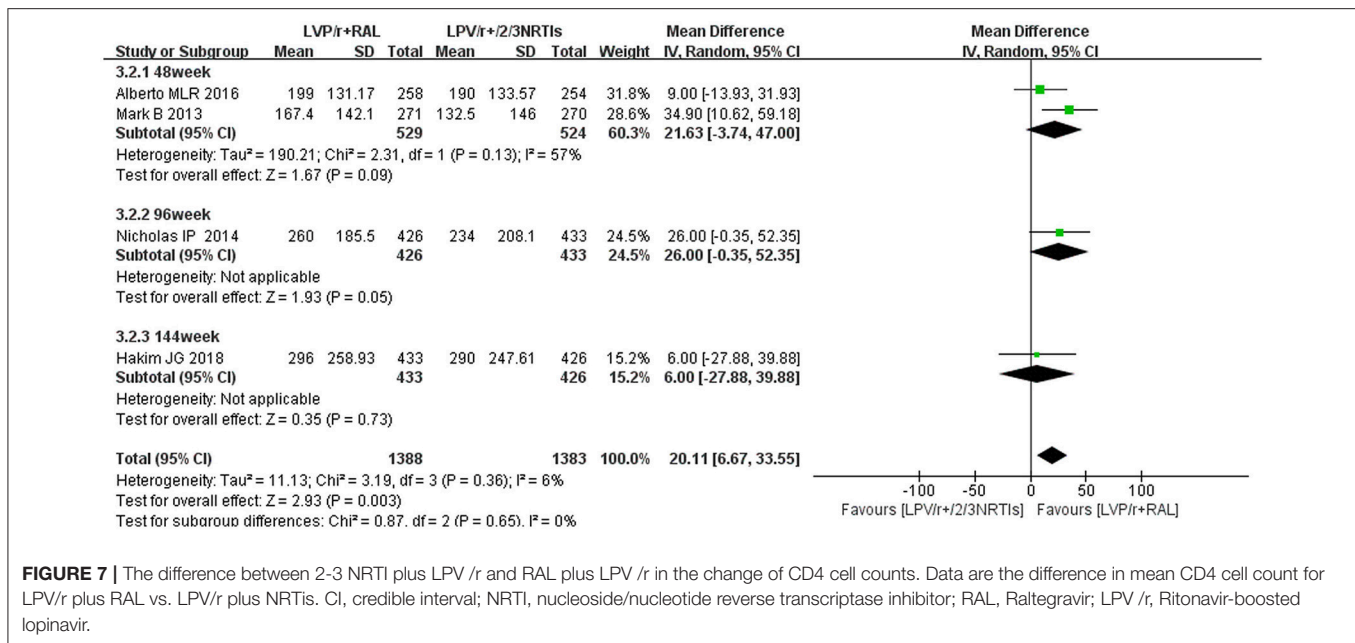 LVP/r+RAL LPV/r+/2/3NRTIs Mean Difference Mean Difference
Study or Subgroup Mean SD Total Mean SD Total Weight IV, Random, 95% CI IV, Random, 95% CI
3.2.1 48week
Alberto MLR 2016 199 131.17 258 190 133.57 254 31.8% 9.00 [-13.93, 31.93]
Mark B 2013 167.4 142.1 271 132.5 146 270 28.6% 34.90 [10.62, 59.18]
Subtotal (95% CI) 529 524 60.3% 21.63 [-3.74, 47.00]
Heterogeneity: Tau² = 190.21; Chi² = 2.31, df = 1 (P = 0.13); I² = 57%
Test for overall effect: Z = 1.67 (P = 0.09)
3.2.2 96week
Nicholas IP 2014 260 185.5 426 234 208.1 433 24.5% 26.00 [-0.35, 52.35]
Subtotal (95% CI) 426 433 24.5% 26.00 [-0.35, 52.35]
Heterogeneity: Not applicable
Test for overall effect: Z = 1.93 (P = 0.05)
3.2.3 144week
Hakim JG 2018 296 258.93 433 290 247.61 426 15.2% 6.00 [-27.88, 39.88]
Subtotal (95% CI) 433 426 15.2% 6.00 [-27.88, 39.88]
Heterogeneity: Not applicable
Test for overall effect: Z = 0.35 (P = 0.73)
Total (95% CI) 1388 1383 100.0% 20.11 [6.67, 33.55]
Heterogeneity: Tau² = 11.13; Chi² = 3.19, df = 3 (P = 0.36); I² = 6%
Test for overall effect: Z = 2.93 (P = 0.003)
Test for subgroup differences: Chi² = 0.87, df = 2 (P = 0.65), I² = 0%
-100 -50 0 50 100
Favours [LPV/r+/2/3NRTIs] Favours [LVP/r+RAL]
FIGURE 7 | The difference between 2-3 NRTI plus LPV /r and RAL plus LPV /r in the change of CD4 cell counts. Data are the difference in mean CD4 cell count for
LPV/r plus RAL vs. LPV/r plus NRTis. CI, credible interval; NRTI, nucleoside/nucleotide reverse transcriptase inhibitor; RAL, Raltegravir; LPV /r, Ritonavir-boosted
lopinavir.